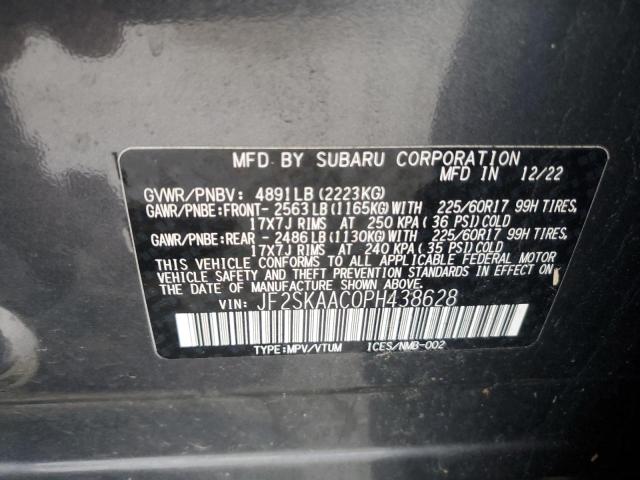 MFD BY SUBARU CORPORATION
MFD IN 12/22
GVWR/PNBV: 4891LB(2223KG)
GAWR/PNBE:FRONT- 2563LB(1165KG)WITH 225/60R17 99H TIRES,
17X7J RIMS AT 250 KPA( 36 PSI)COLD
GAWR/PNBE:REAR - 2486LB(1130KG)WITH 225/60R17 99H TIRES,
17X7J RIMS AT 240 KPA( 35 PSI)COLD
THIS VEHICLE CONFORMS TO ALL APPLICABLE FEDERAL MOTOR
VEHICLE SAFETY AND THEFT PREVENTION STANDARDS IN EFFECT ON
THE DATE OF MANUFACTURE SHOWN ABOVE.
VIN: JF2SKAAC0PH438628
TYPE:MPV/VTUM ICES/NMB-002